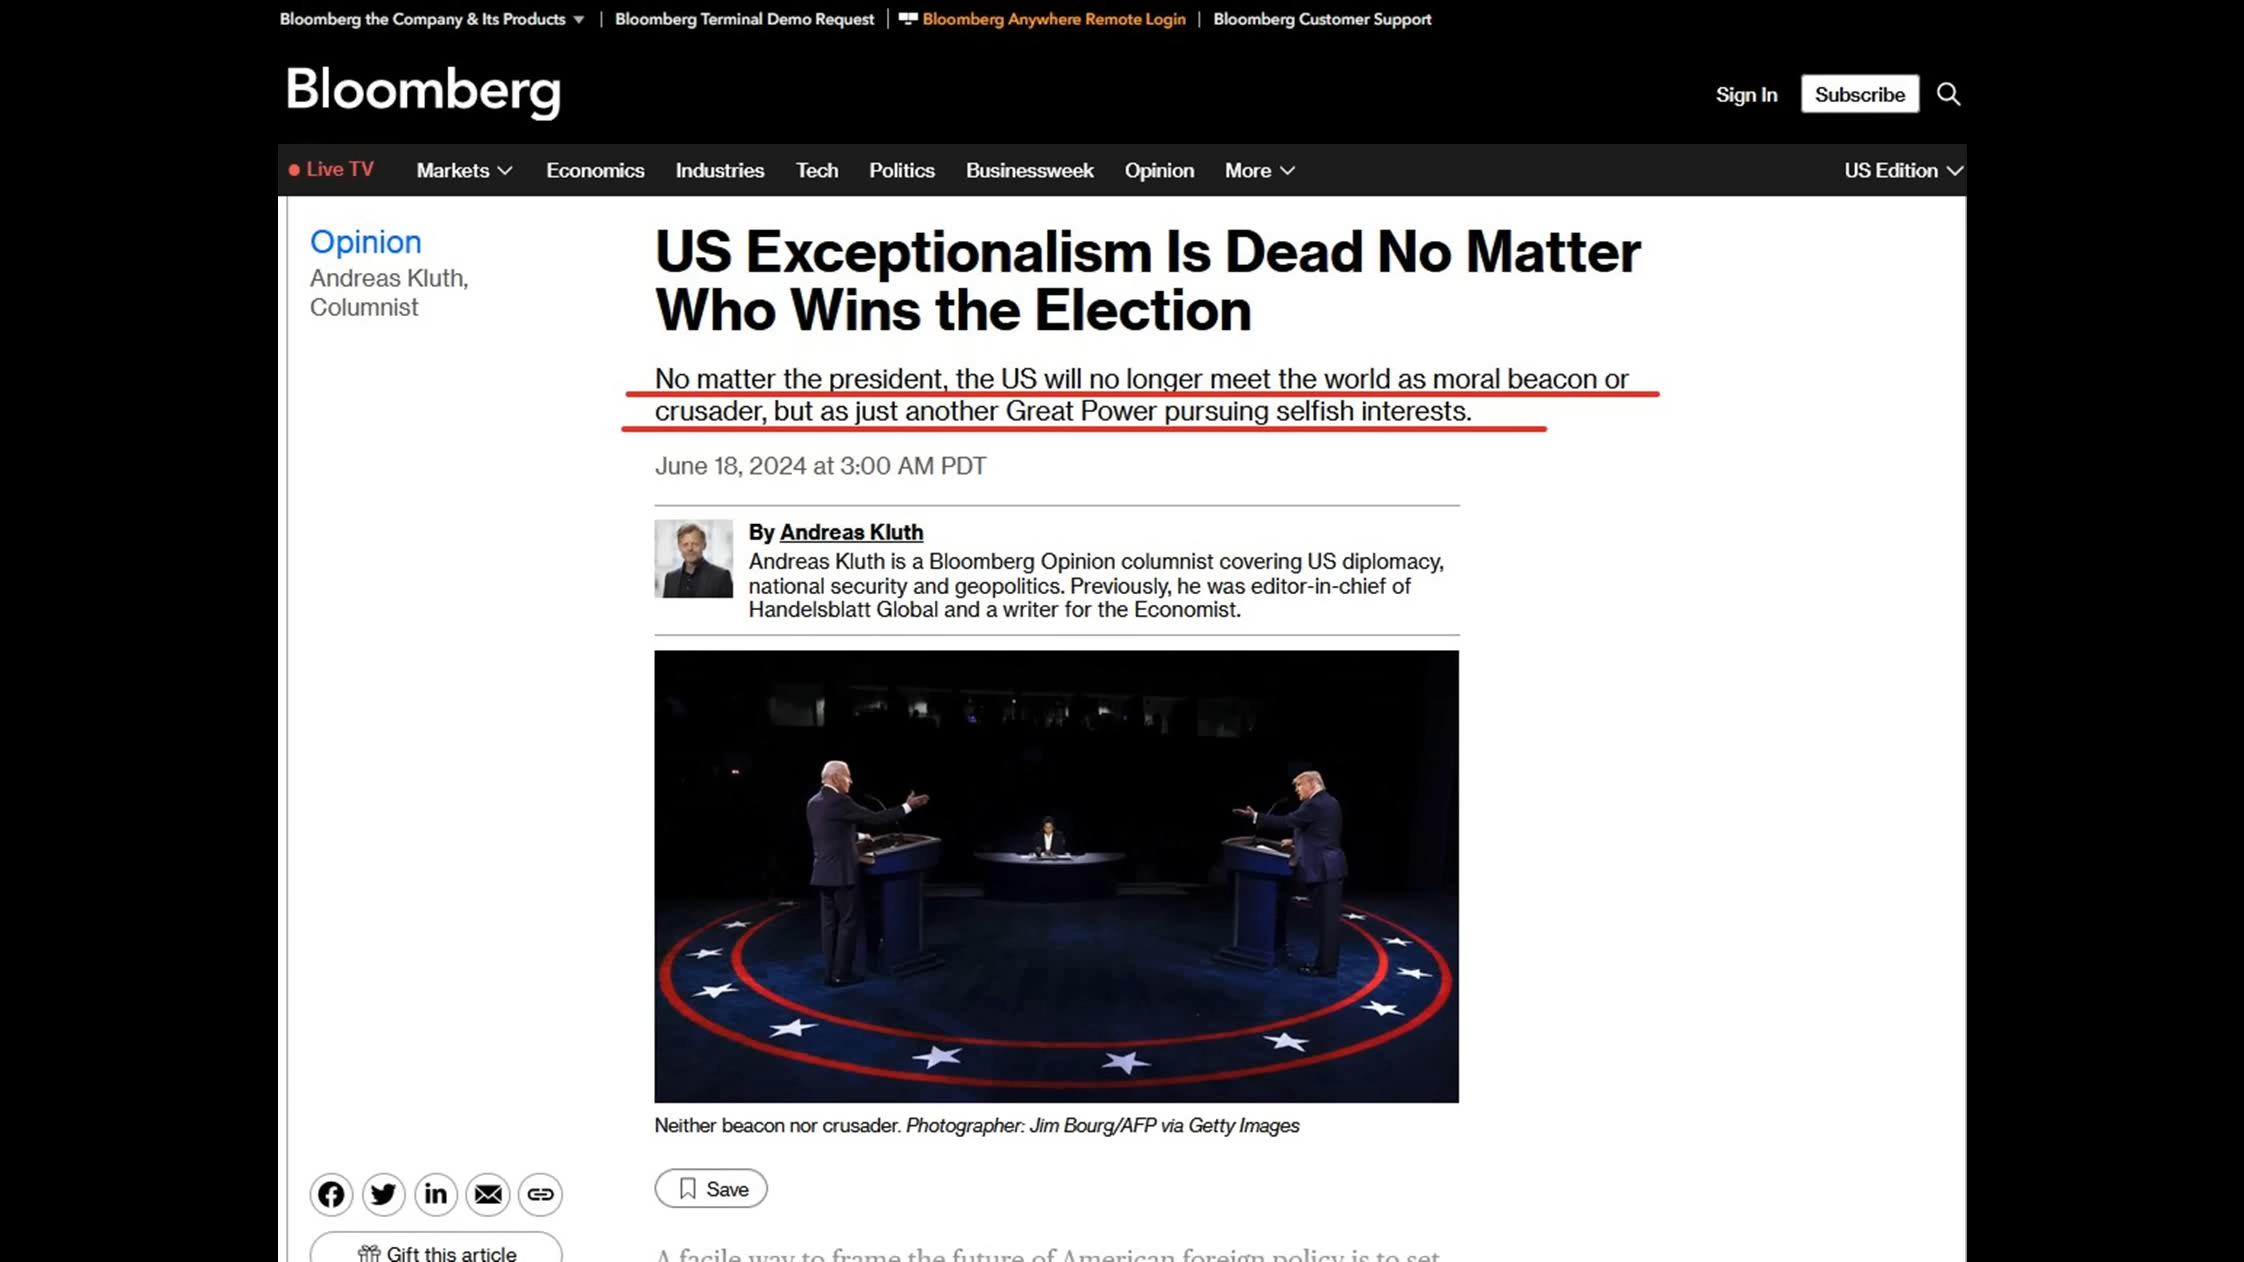 Bloomberg the Company & Its Products
Bloomberg Terminal Demo Request
Bloomberg Anywhere Remote Login
Bloomberg Customer Support
Bloomberg
Sign In
Subscribe
Live TV
Markets
Economics
Industries
Tech
Politics
Businessweek
Opinion
More
US Edition
Opinion
Andreas Kluth,
Columnist
US Exceptionalism Is Dead No Matter
Who Wins the Election
No matter the president, the US will no longer meet the world as moral beacon or
crusader, but as just another Great Power pursuing selfish interests.
June 18, 2024 at 3:00 AM PDT
By Andreas Kluth
Andreas Kluth is a Bloomberg Opinion columnist covering US diplomacy,
national security and geopolitics. Previously, he was editor-in-chief of
Handelsblatt Global and a writer for the Economist.
Neither beacon nor crusader. Photographer: Jim Bourg/AFP via Getty Images
Save
Gift this article
A facile way to frame the future of American foreign policy is to set